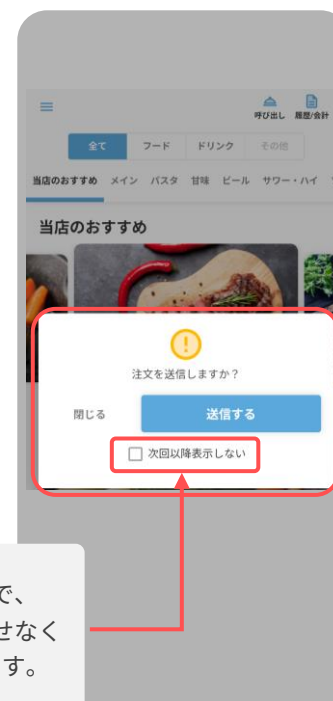 呼び出し 履歴/会計
全て フード ドリンク その他
当店のおすすめ メイン パスタ 甘味 ビール サワー・ハイ
当店のおすすめ
注文を送信しますか？
閉じる 送信する
次回以降表示しない
で、
せなく
す。